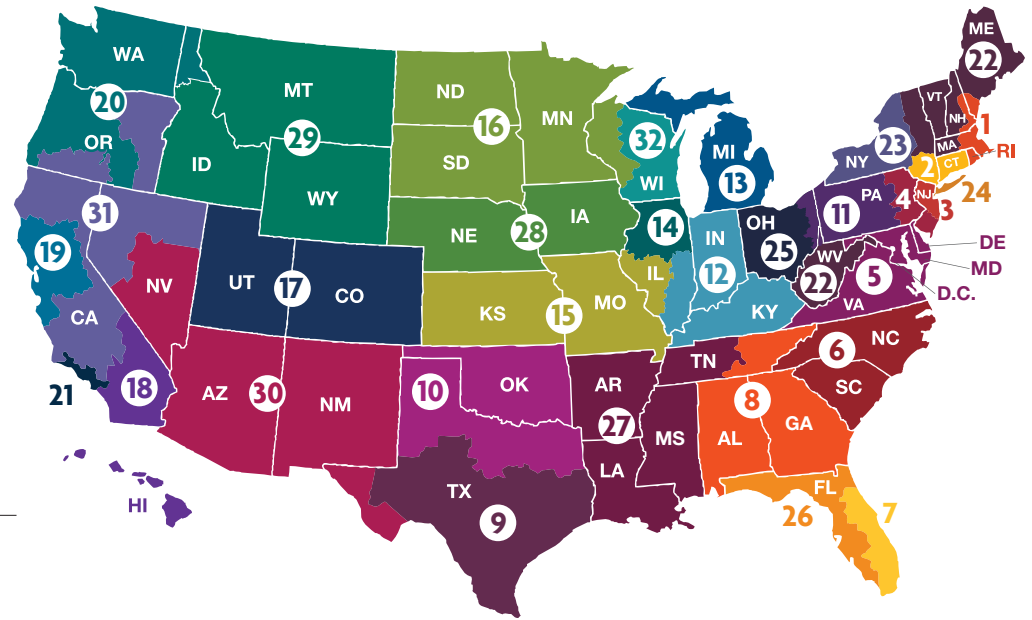 ME
22
WA
VT
NH
1
20
MT
ND
MN
MA
RI
OR
29
16
32
MI
NY
23
2
CT
ID
SD
WI
13
24
WY
PA
4
NJ
3
31
IA
11
OH
NE
28
14
IN
25
WV
DE
19
UT
17
CO
IL
12
22
5
MD
NV
KS
15
MO
VA
D.C.
CA
KY
6
NC
TN
18
21
AZ
30
NM
10
OK
AR
SC
8
27
MS
AL
GA
LA
TX
FL
HI
9
26
7